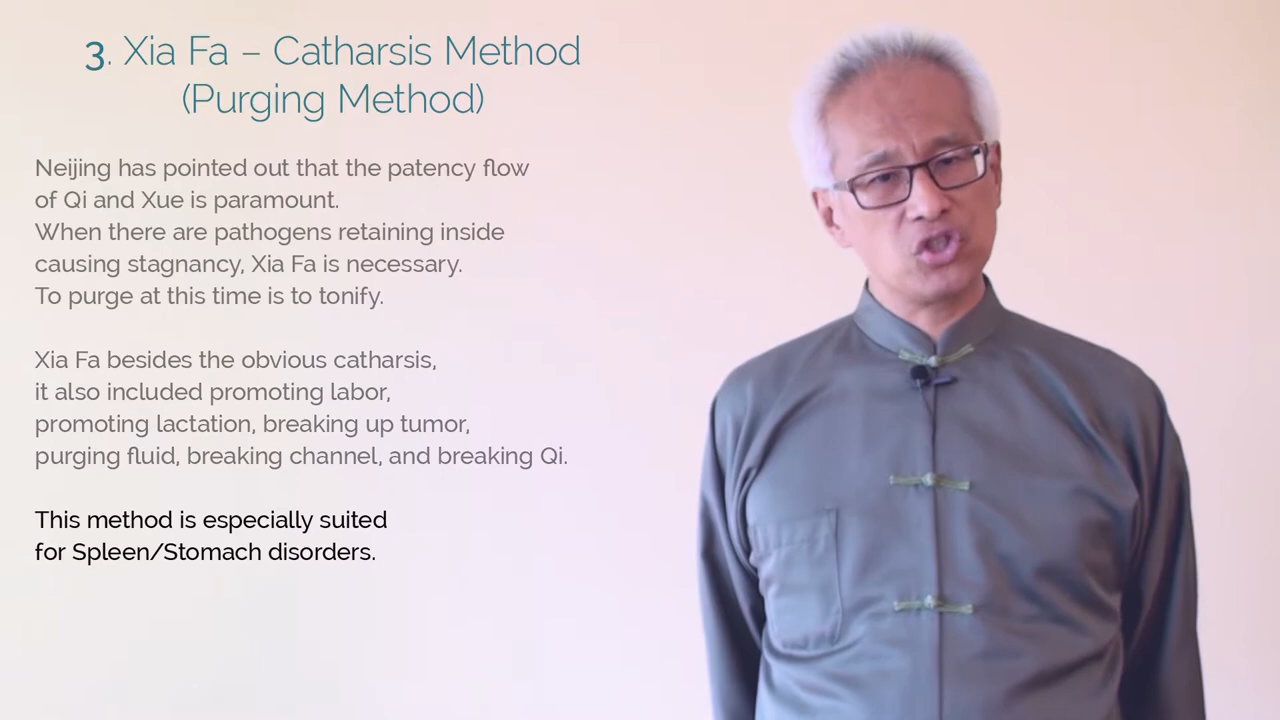 3. Xia Fa – Catharsis Method
(Purging Method)
Neijing has pointed out that the patency flow
of Qi and Xue is paramount.
When there are pathogens retaining inside
causing stagnancy, Xia Fa is necessary.
To purge at this time is to tonify.
Xia Fa besides the obvious catharsis,
it also included promoting labor,
promoting lactation, breaking up tumor,
purging fluid, breaking channel, and breaking Qi.
This method is especially suited
for Spleen/Stomach disorders.